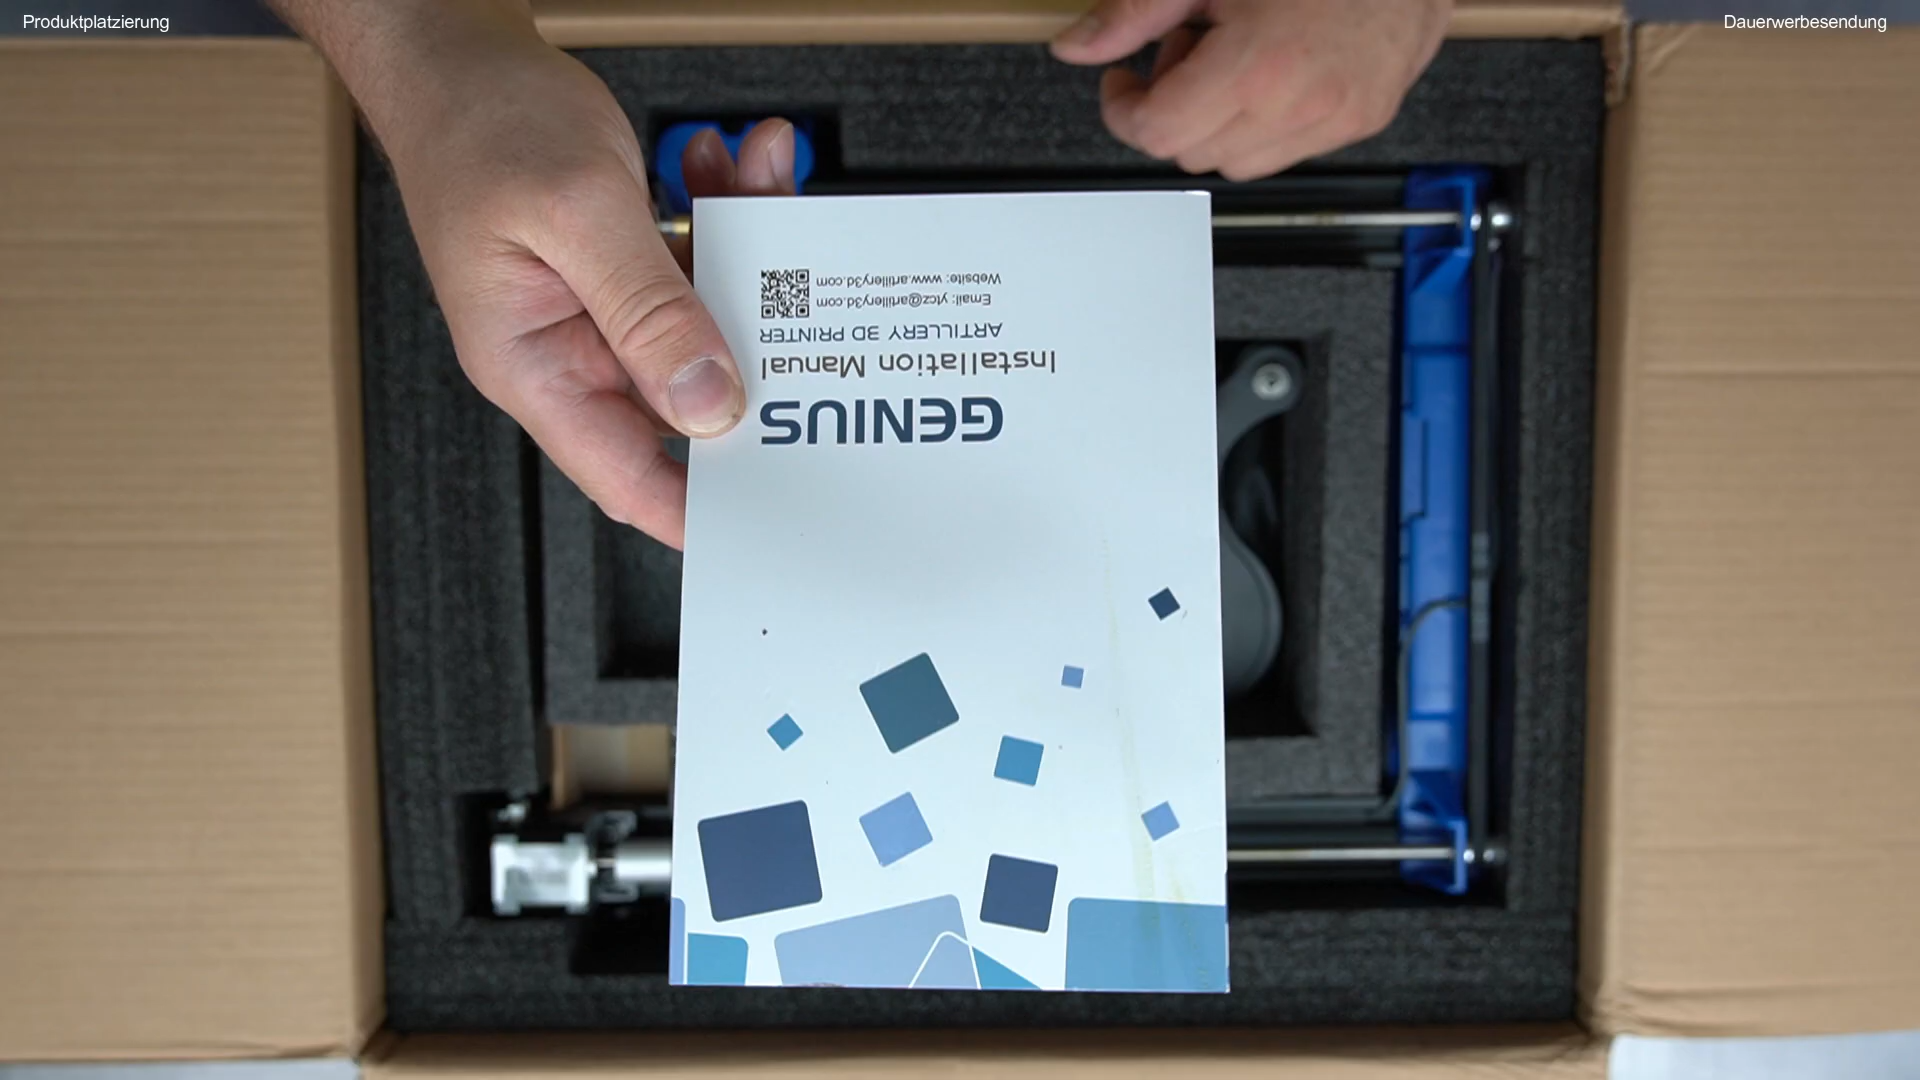 Produktplatzierung
Dauerwerbesendung
GENIUS
Installation Manual
ARTILLERY 3D PRINTER
Email: ytcz@artillery3d.com
Website: www.artillery3d.com